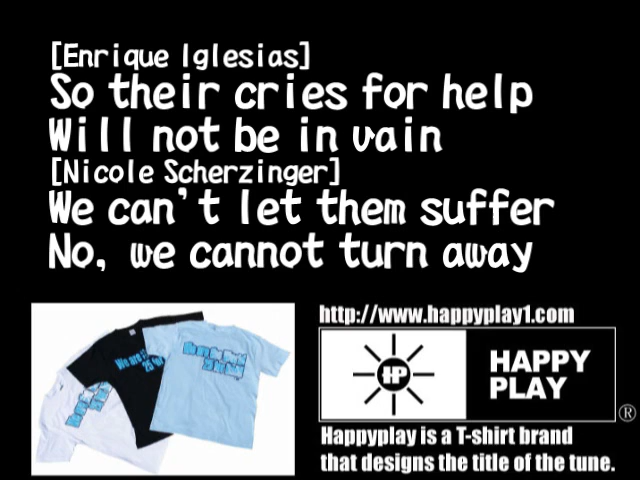 [Enrique Iglesias]
So their cries for help
Will not be in vain
[Nicole Scherzinger]
We can't let them suffer
No, we cannot turn away
http://www.happyplay1.com
HP
HAPPY
PLAY
®
Happyplay is a T-shirt brand
that designs the title of the tune.